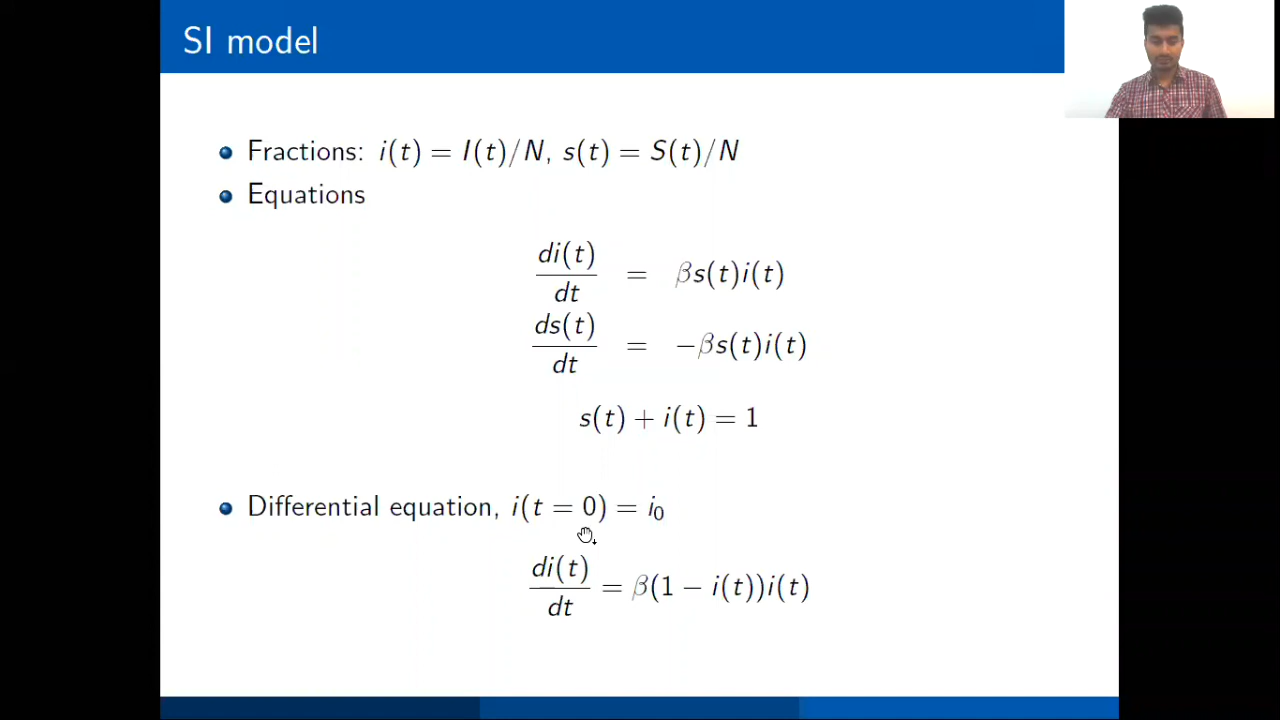 SI model
Fractions: i(t) = I(t)/N, s(t) = S(t)/N
Equations
di(t)/dt = βs(t)i(t)
ds(t)/dt = −βs(t)i(t)
s(t) + i(t) = 1
Differential equation, i(t = 0) = i₀
di(t)/dt = β(1 − i(t))i(t)